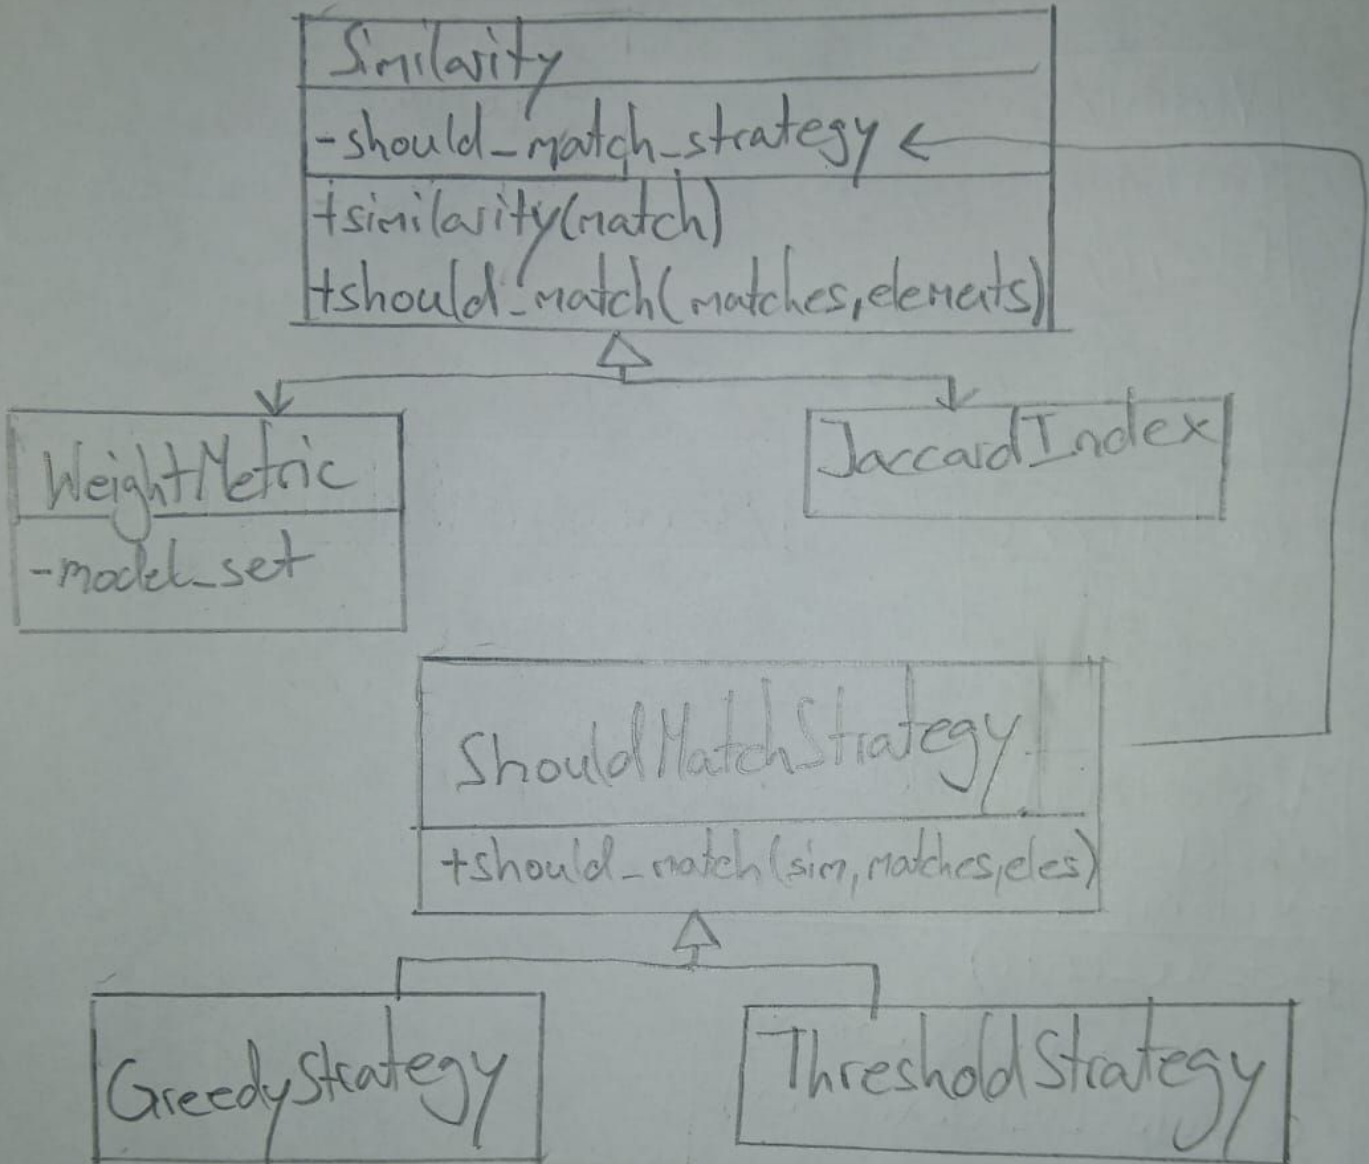 Similarity
-should_match_strategy
+similarity(match)
+should_match(matches,elements)
WeightMetric
-model_set
JaccardIndex
ShouldMatchStrategy
+should_match(sim,matches,eles)
GreedyStrategy
ThresholdStrategy